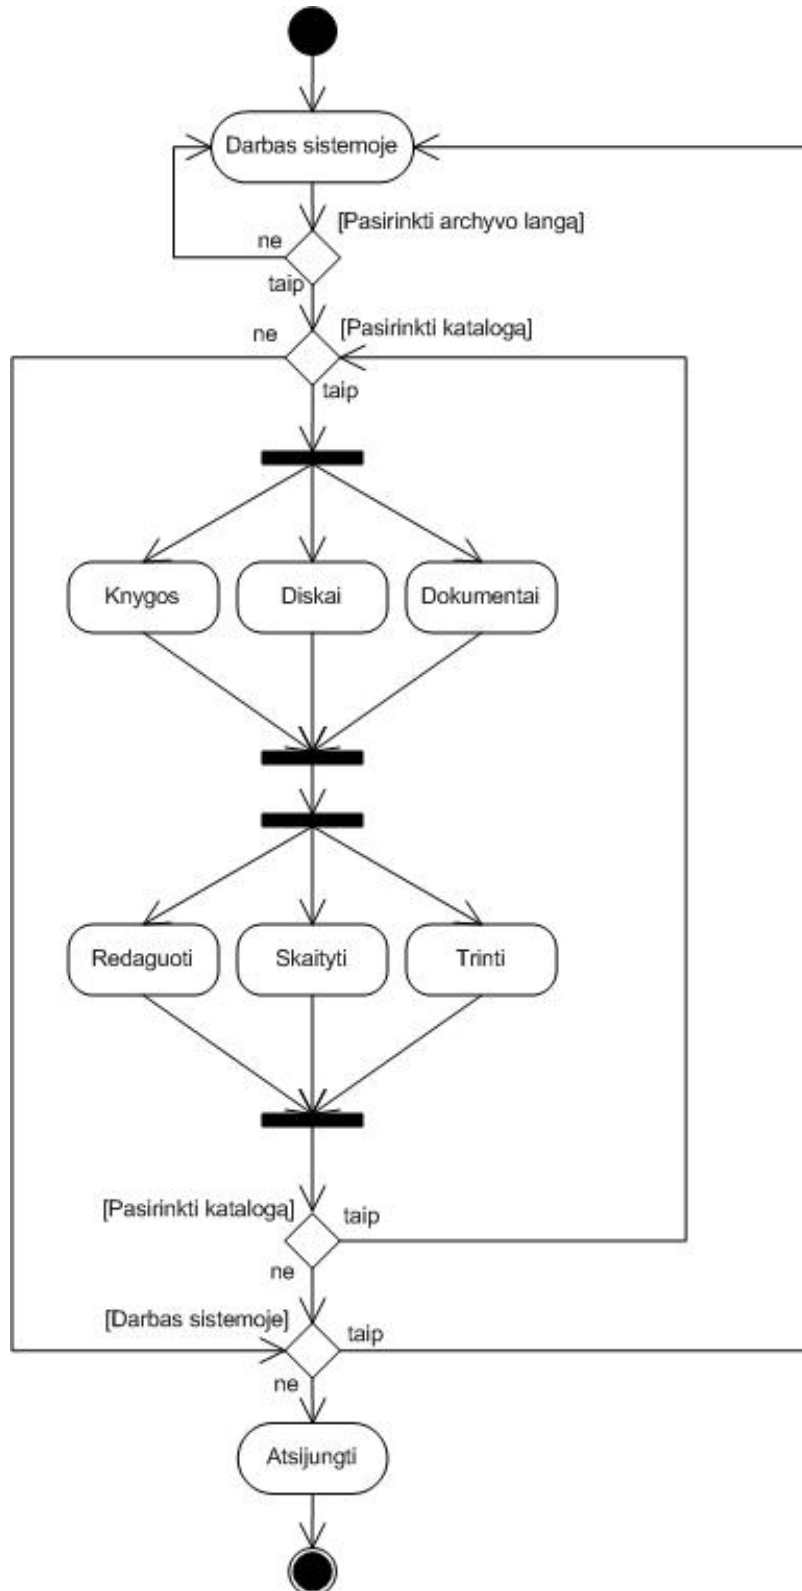 Darbas sistemoje
[Pasirinkti archyvo langą]
ne
taip
[Pasirinkti katalogą]
ne
taip
Knygos
Diskai
Dokumentai
Redaguoti
Skaityti
Trinti
[Pasirinkti katalogą]
taip
ne
[Darbas sistemoje]
taip
ne
Atsijungti